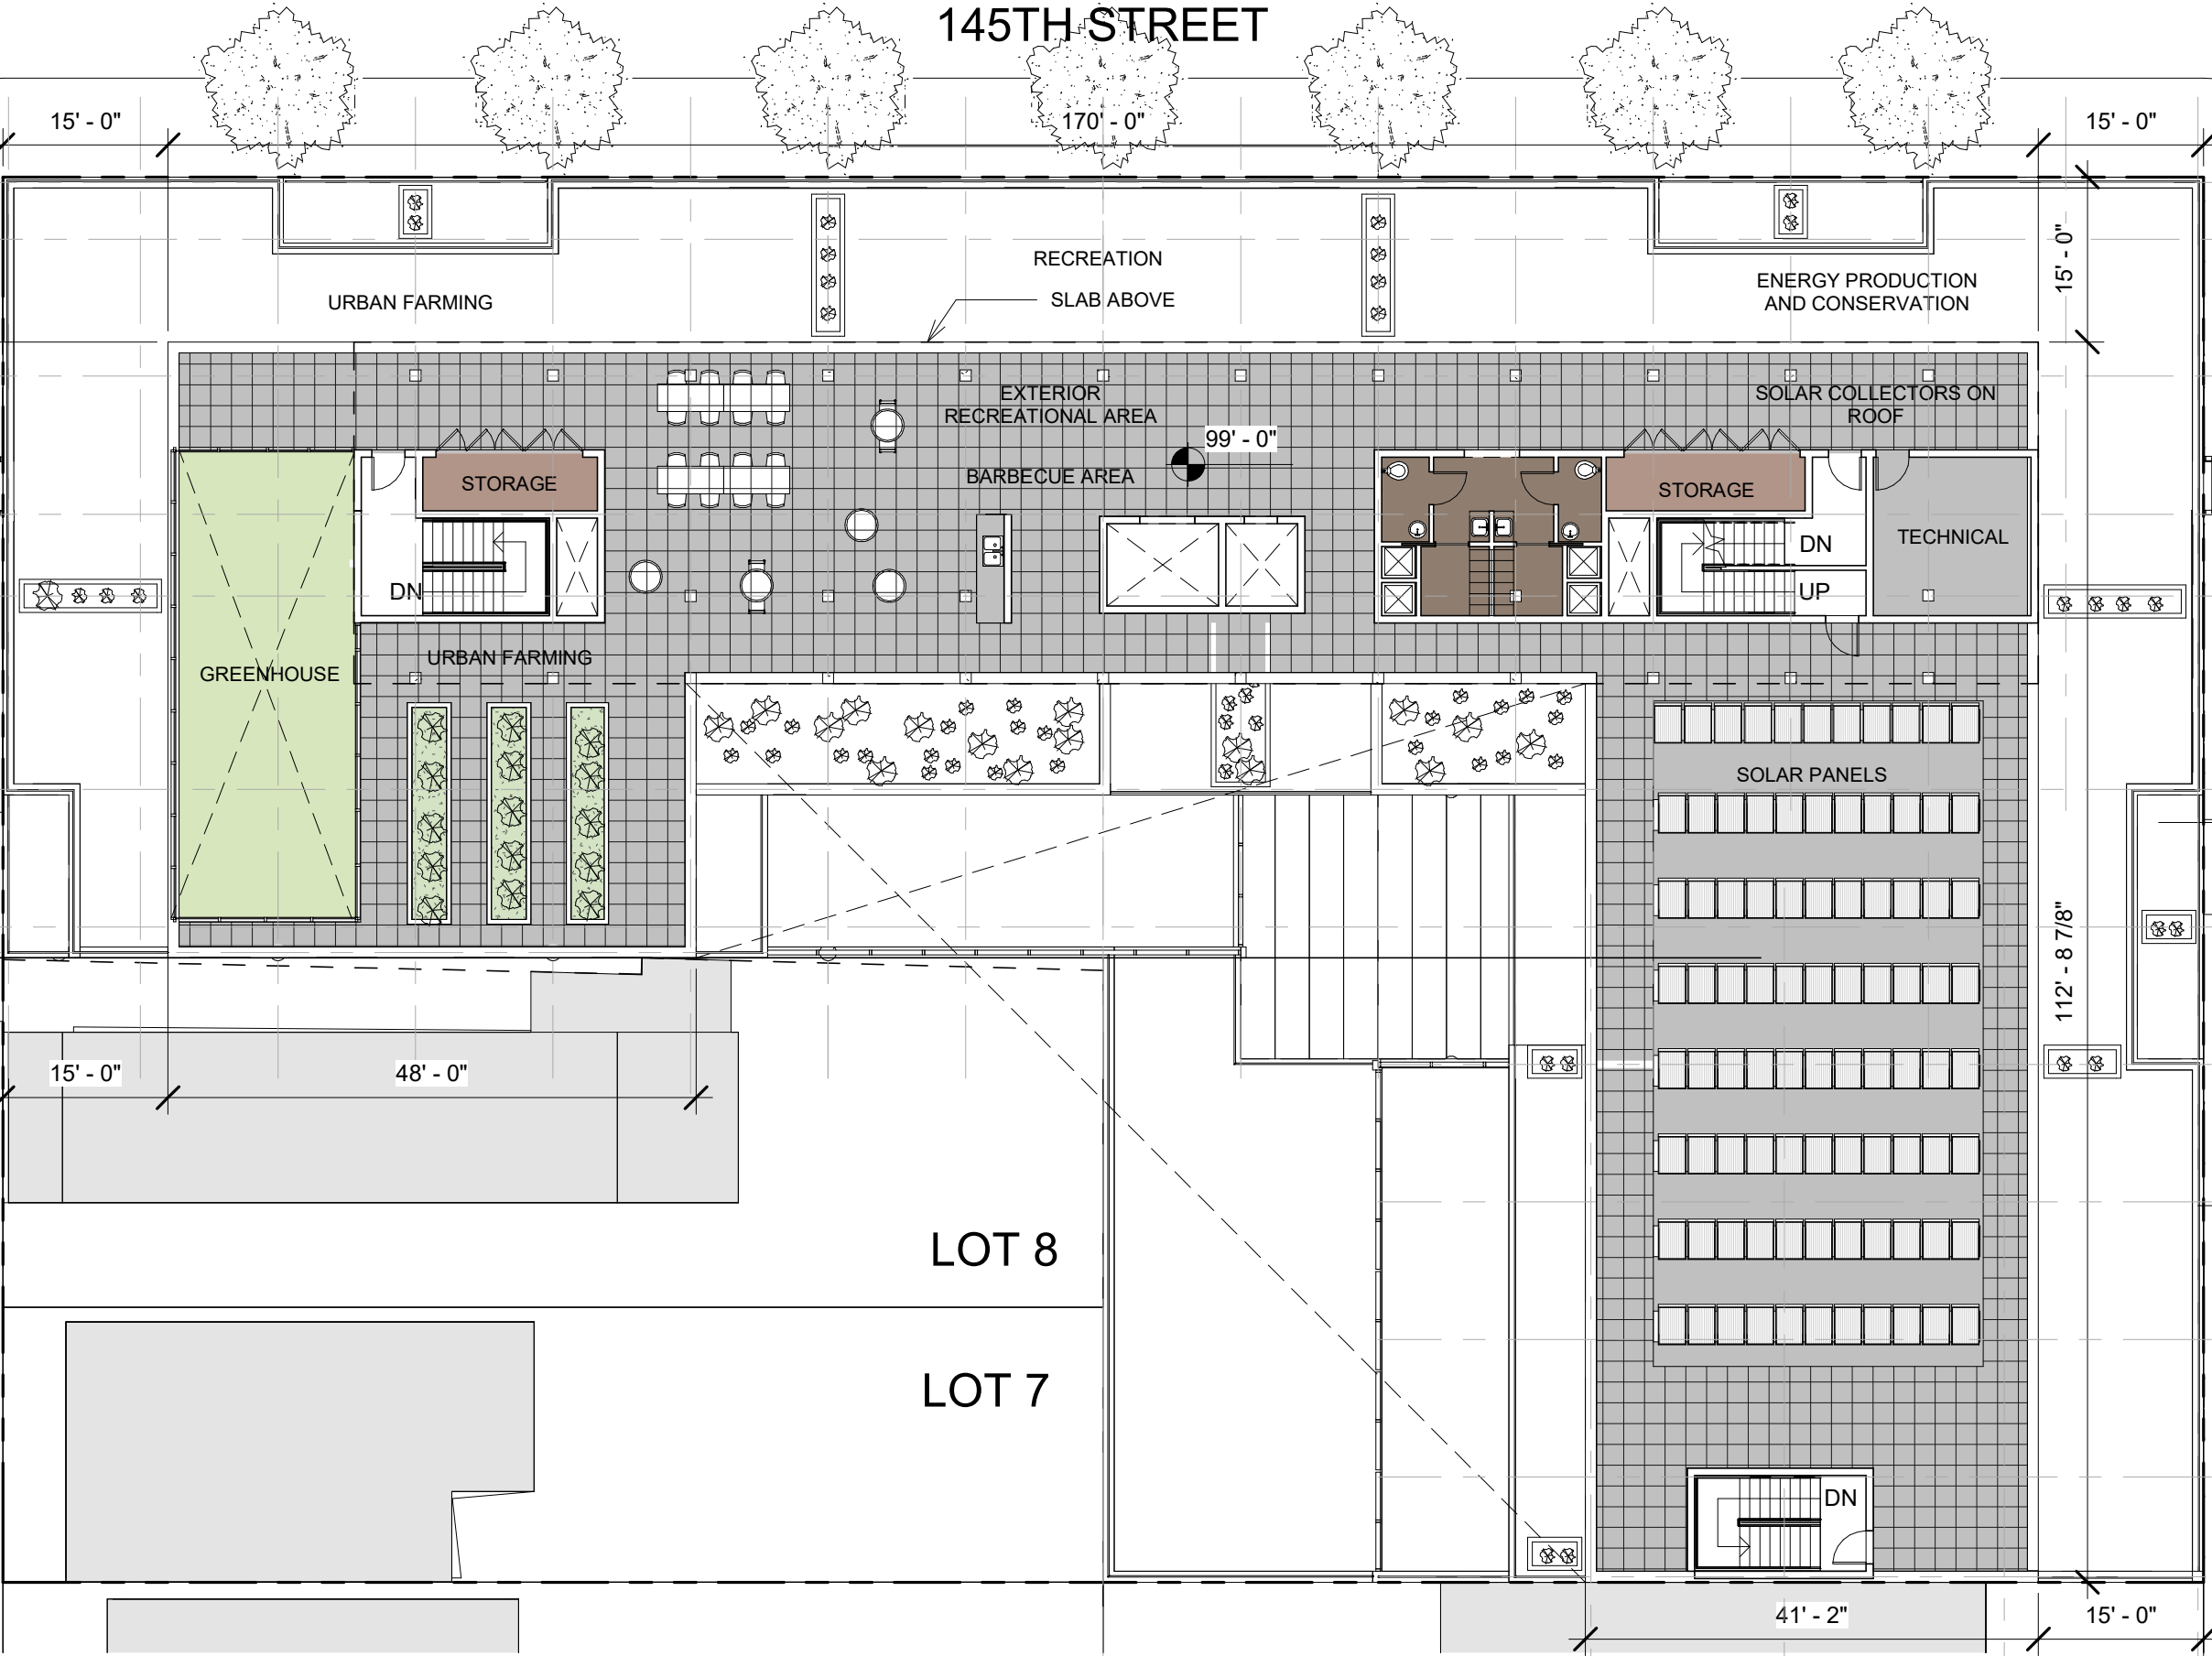 145TH STREET
15' - 0"
170' - 0"
15' - 0"
RECREATION
SLAB ABOVE
URBAN FARMING
ENERGY PRODUCTION
AND CONSERVATION
15' - 0"
EXTERIOR
RECREATIONAL AREA
SOLAR COLLECTORS ON
ROOF
99' - 0"
BARBECUE AREA
STORAGE
STORAGE
TECHNICAL
DN
DN
UP
GREENHOUSE
URBAN FARMING
SOLAR PANELS
112' - 8 7/8"
15' - 0"
48' - 0"
LOT 8
LOT 7
DN
41' - 2"
15' - 0"